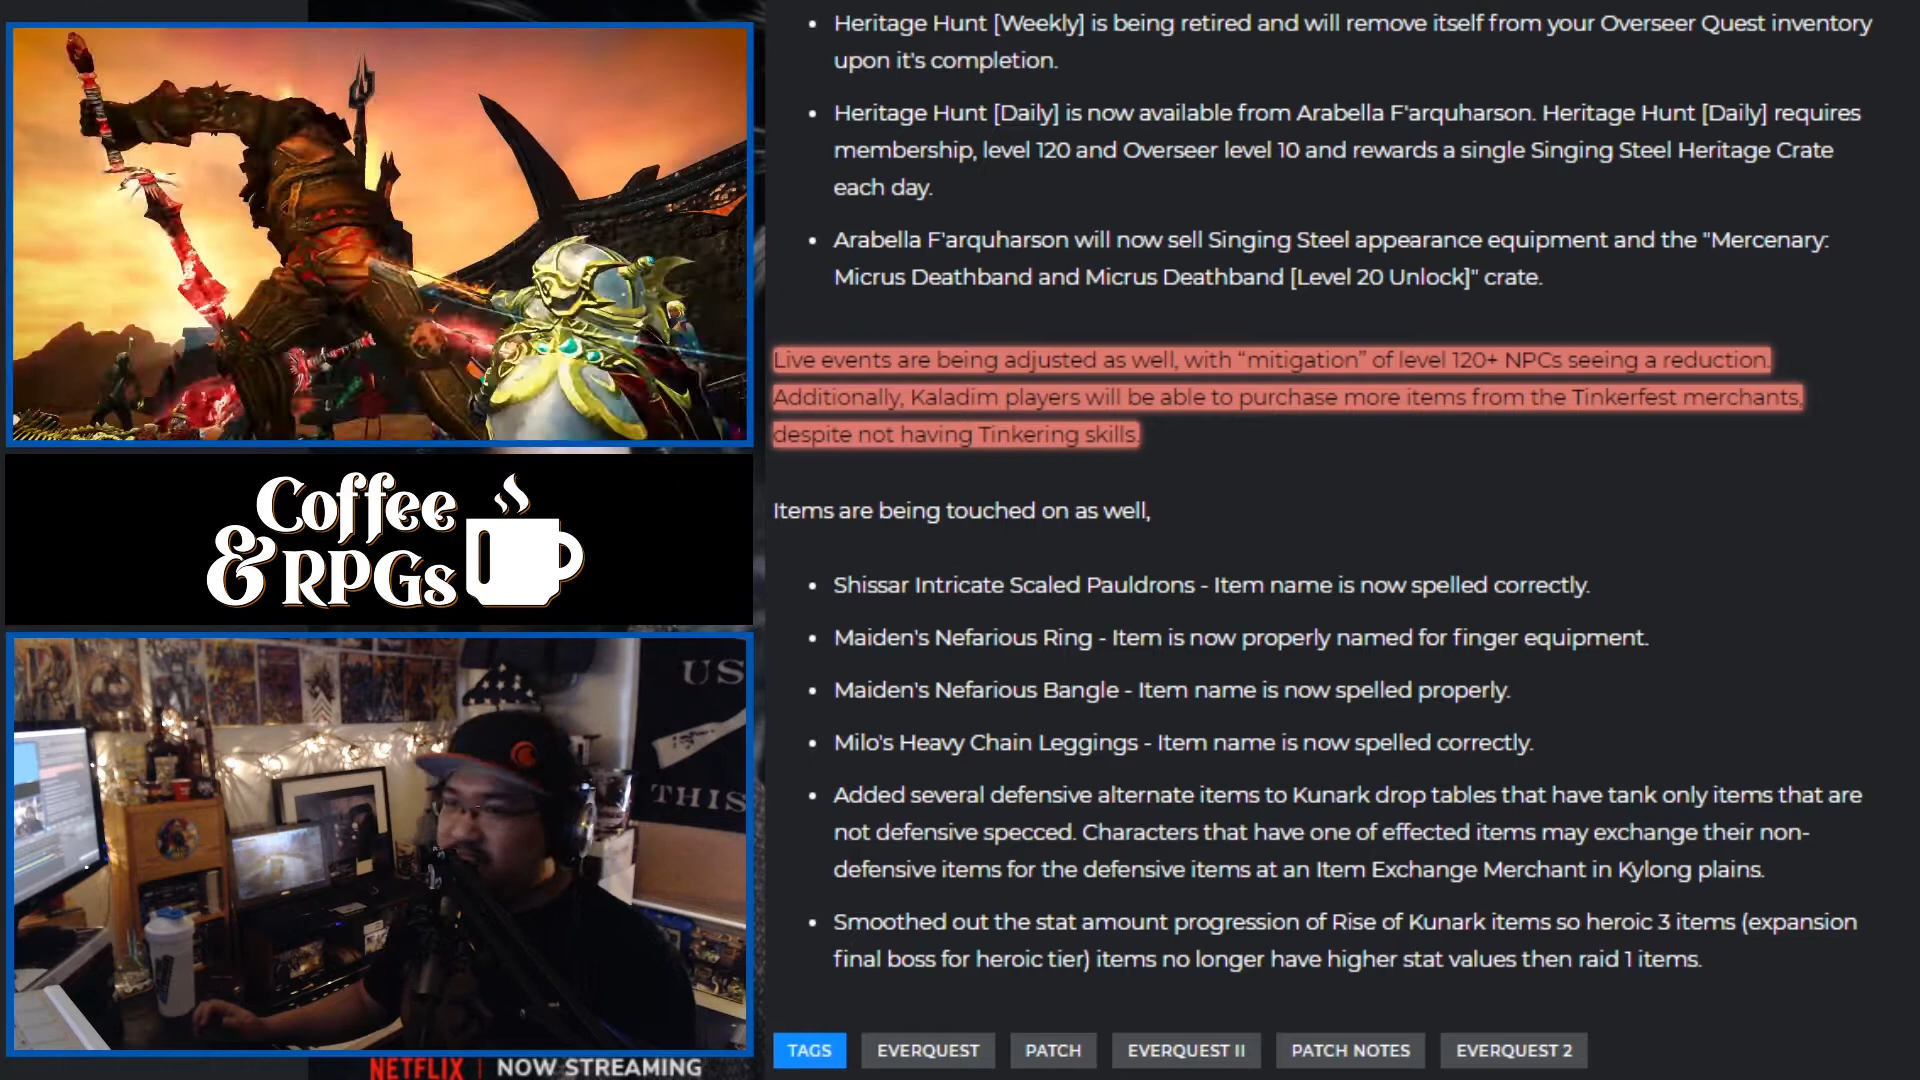 Heritage Hunt [Weekly] is being retired and will remove itself from your Overseer Quest inventory
upon it's completion.
Heritage Hunt [Daily] is now available from Arabella F'arquharson. Heritage Hunt [Daily] requires
membership, level 120 and Overseer level 10 and rewards a single Singing Steel Heritage Crate
each day.
Arabella F'arquharson will now sell Singing Steel appearance equipment and the "Mercenary:
Micrus Deathband and Micrus Deathband [Level 20 Unlock]" crate.
Live events are being adjusted as well, with “mitigation” of level 120+ NPCs seeing a reduction.
Additionally, Kaladim players will be able to purchase more items from the Tinkerfest merchants,
despite not having Tinkering skills.
Items are being touched on as well,
Shissar Intricate Scaled Pauldrons - Item name is now spelled correctly.
Maiden's Nefarious Ring - Item is now properly named for finger equipment.
Maiden's Nefarious Bangle - Item name is now spelled properly.
Milo's Heavy Chain Leggings - Item name is now spelled correctly.
Added several defensive alternate items to Kunark drop tables that have tank only items that are
not defensive specced. Characters that have one of effected items may exchange their non-
defensive items for the defensive items at an Item Exchange Merchant in Kylong plains.
Smoothed out the stat amount progression of Rise of Kunark items so heroic 3 items (expansion
final boss for heroic tier) items no longer have higher stat values then raid 1 items.
TAGS EVERQUEST PATCH EVERQUEST II PATCH NOTES EVERQUEST 2
Coffee
& RPGs
US
THIS
NETFLIX | NOW STREAMING